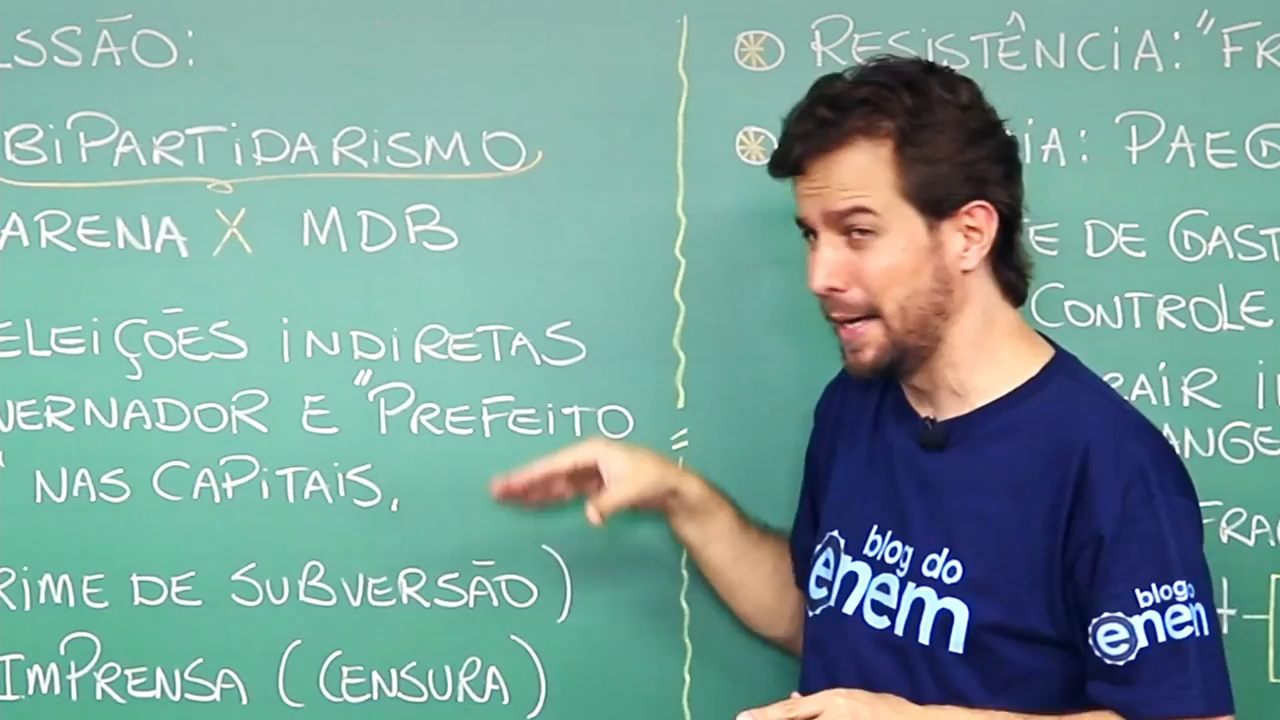 SSÃO:
BIPARTIDARISMO
ARENA X MDB
ELEIÇÕES INDIRETAS
VERNADOR E "PREFEITO
" NAS CAPITAIS.
RIME DE SUBVERSÃO)
IMPRENSA (CENSURA)
RESISTÊNCIA: "FR
IA: PAEG
E DE GAST
CONTROLE
RAIR I
ANGE
FRA
blog do
enem
blog
enem